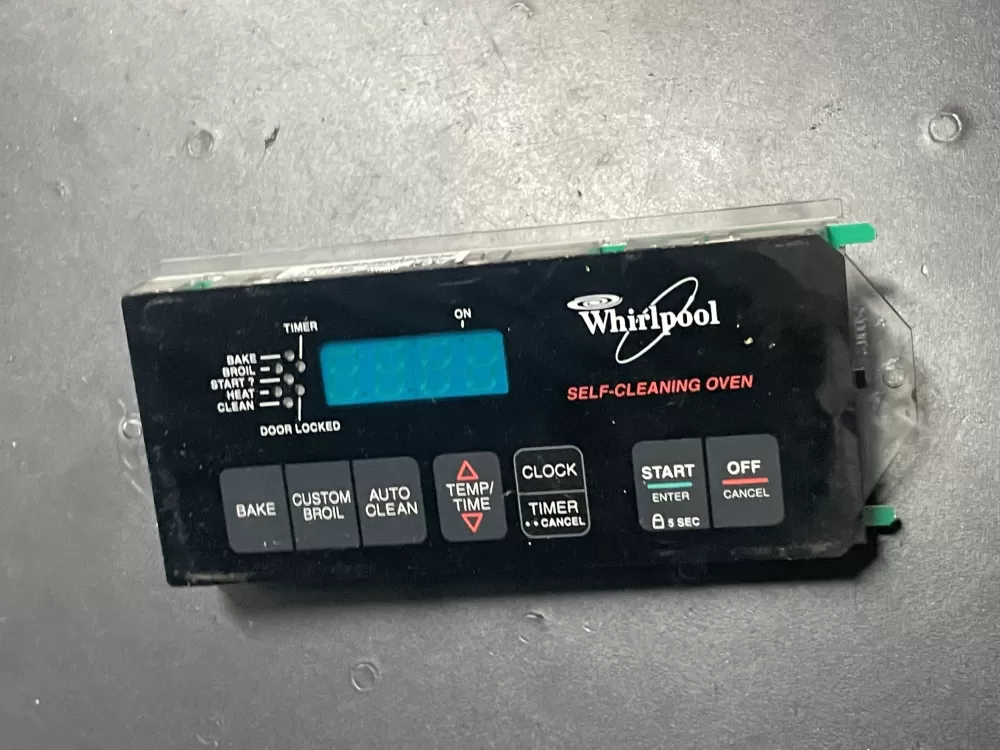 TIMER
ON
BAKE
BROIL
START ?
HEAT
CLEAN
DOOR LOCKED
Whirlpool
SELF-CLEANING OVEN
BAKE
CUSTOM
BROIL
AUTO
CLEAN
TEMP/
TIME
CLOCK
TIMER
••CANCEL
START
ENTER
5 SEC
OFF
CANCEL